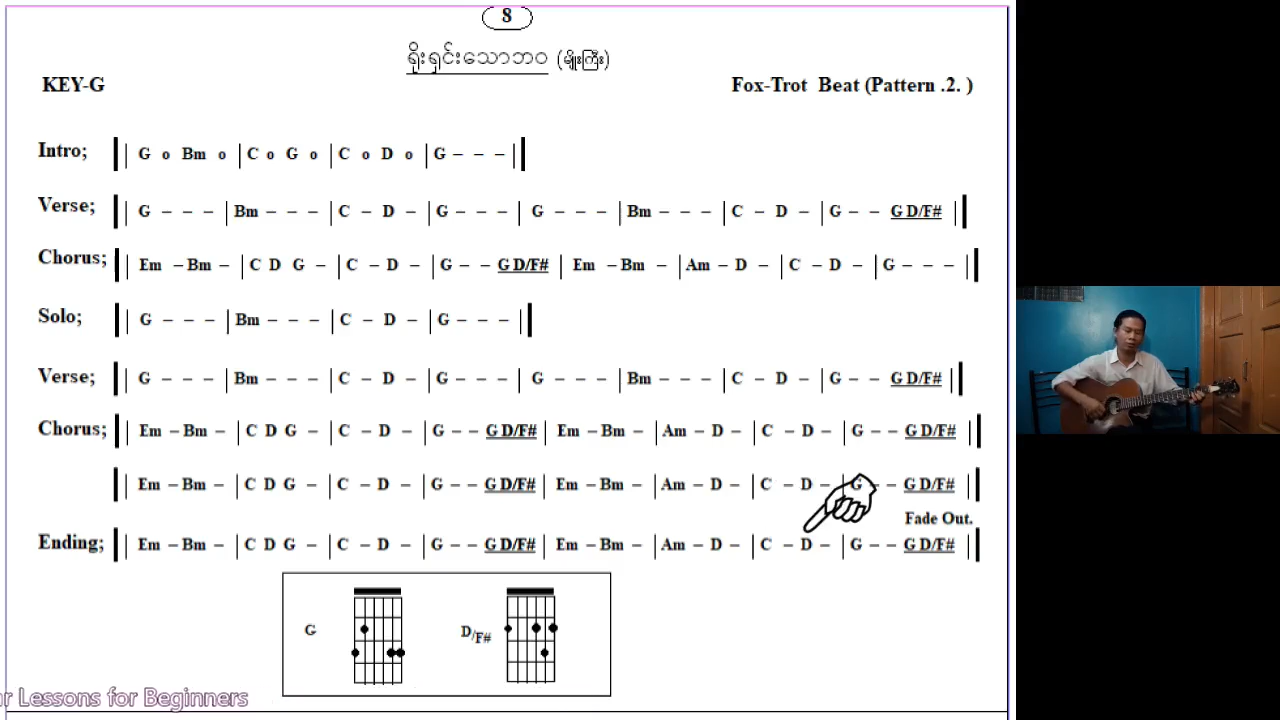 8
ရိုးရှင်းသောဘဝ (မျိုးကြီး)
KEY-G Fox-Trot Beat (Pattern .2. )
Intro; | G o Bm o | C o G o | C o D o | G – – – |
Verse; | G – – – | Bm – – – | C – D – | G – – – | G – – – | Bm – – – | C – D – | G – – G D/F# |
Chorus; | Em – Bm – | C D G – | C – D – | G – – G D/F# | Em – Bm – | Am – D – | C – D – | G – – – |
Solo; | G – – – | Bm – – – | C – D – | G – – – |
Verse; | G – – – | Bm – – – | C – D – | G – – – | G – – – | Bm – – – | C – D – | G – – G D/F# |
Chorus; | Em – Bm – | C D G – | C – D – | G – – G D/F# | Em – Bm – | Am – D – | C – D – | G – – G D/F# |
| Em – Bm – | C D G – | C – D – | G – – G D/F# | Em – Bm – | Am – D – | C – D – | G – – G D/F# |
Fade Out.
Ending; | Em – Bm – | C D G – | C – D – | G – – G D/F# | Em – Bm – | Am – D – | C – D – | G – – G D/F# |
G D/F#
Lessons for Beginners